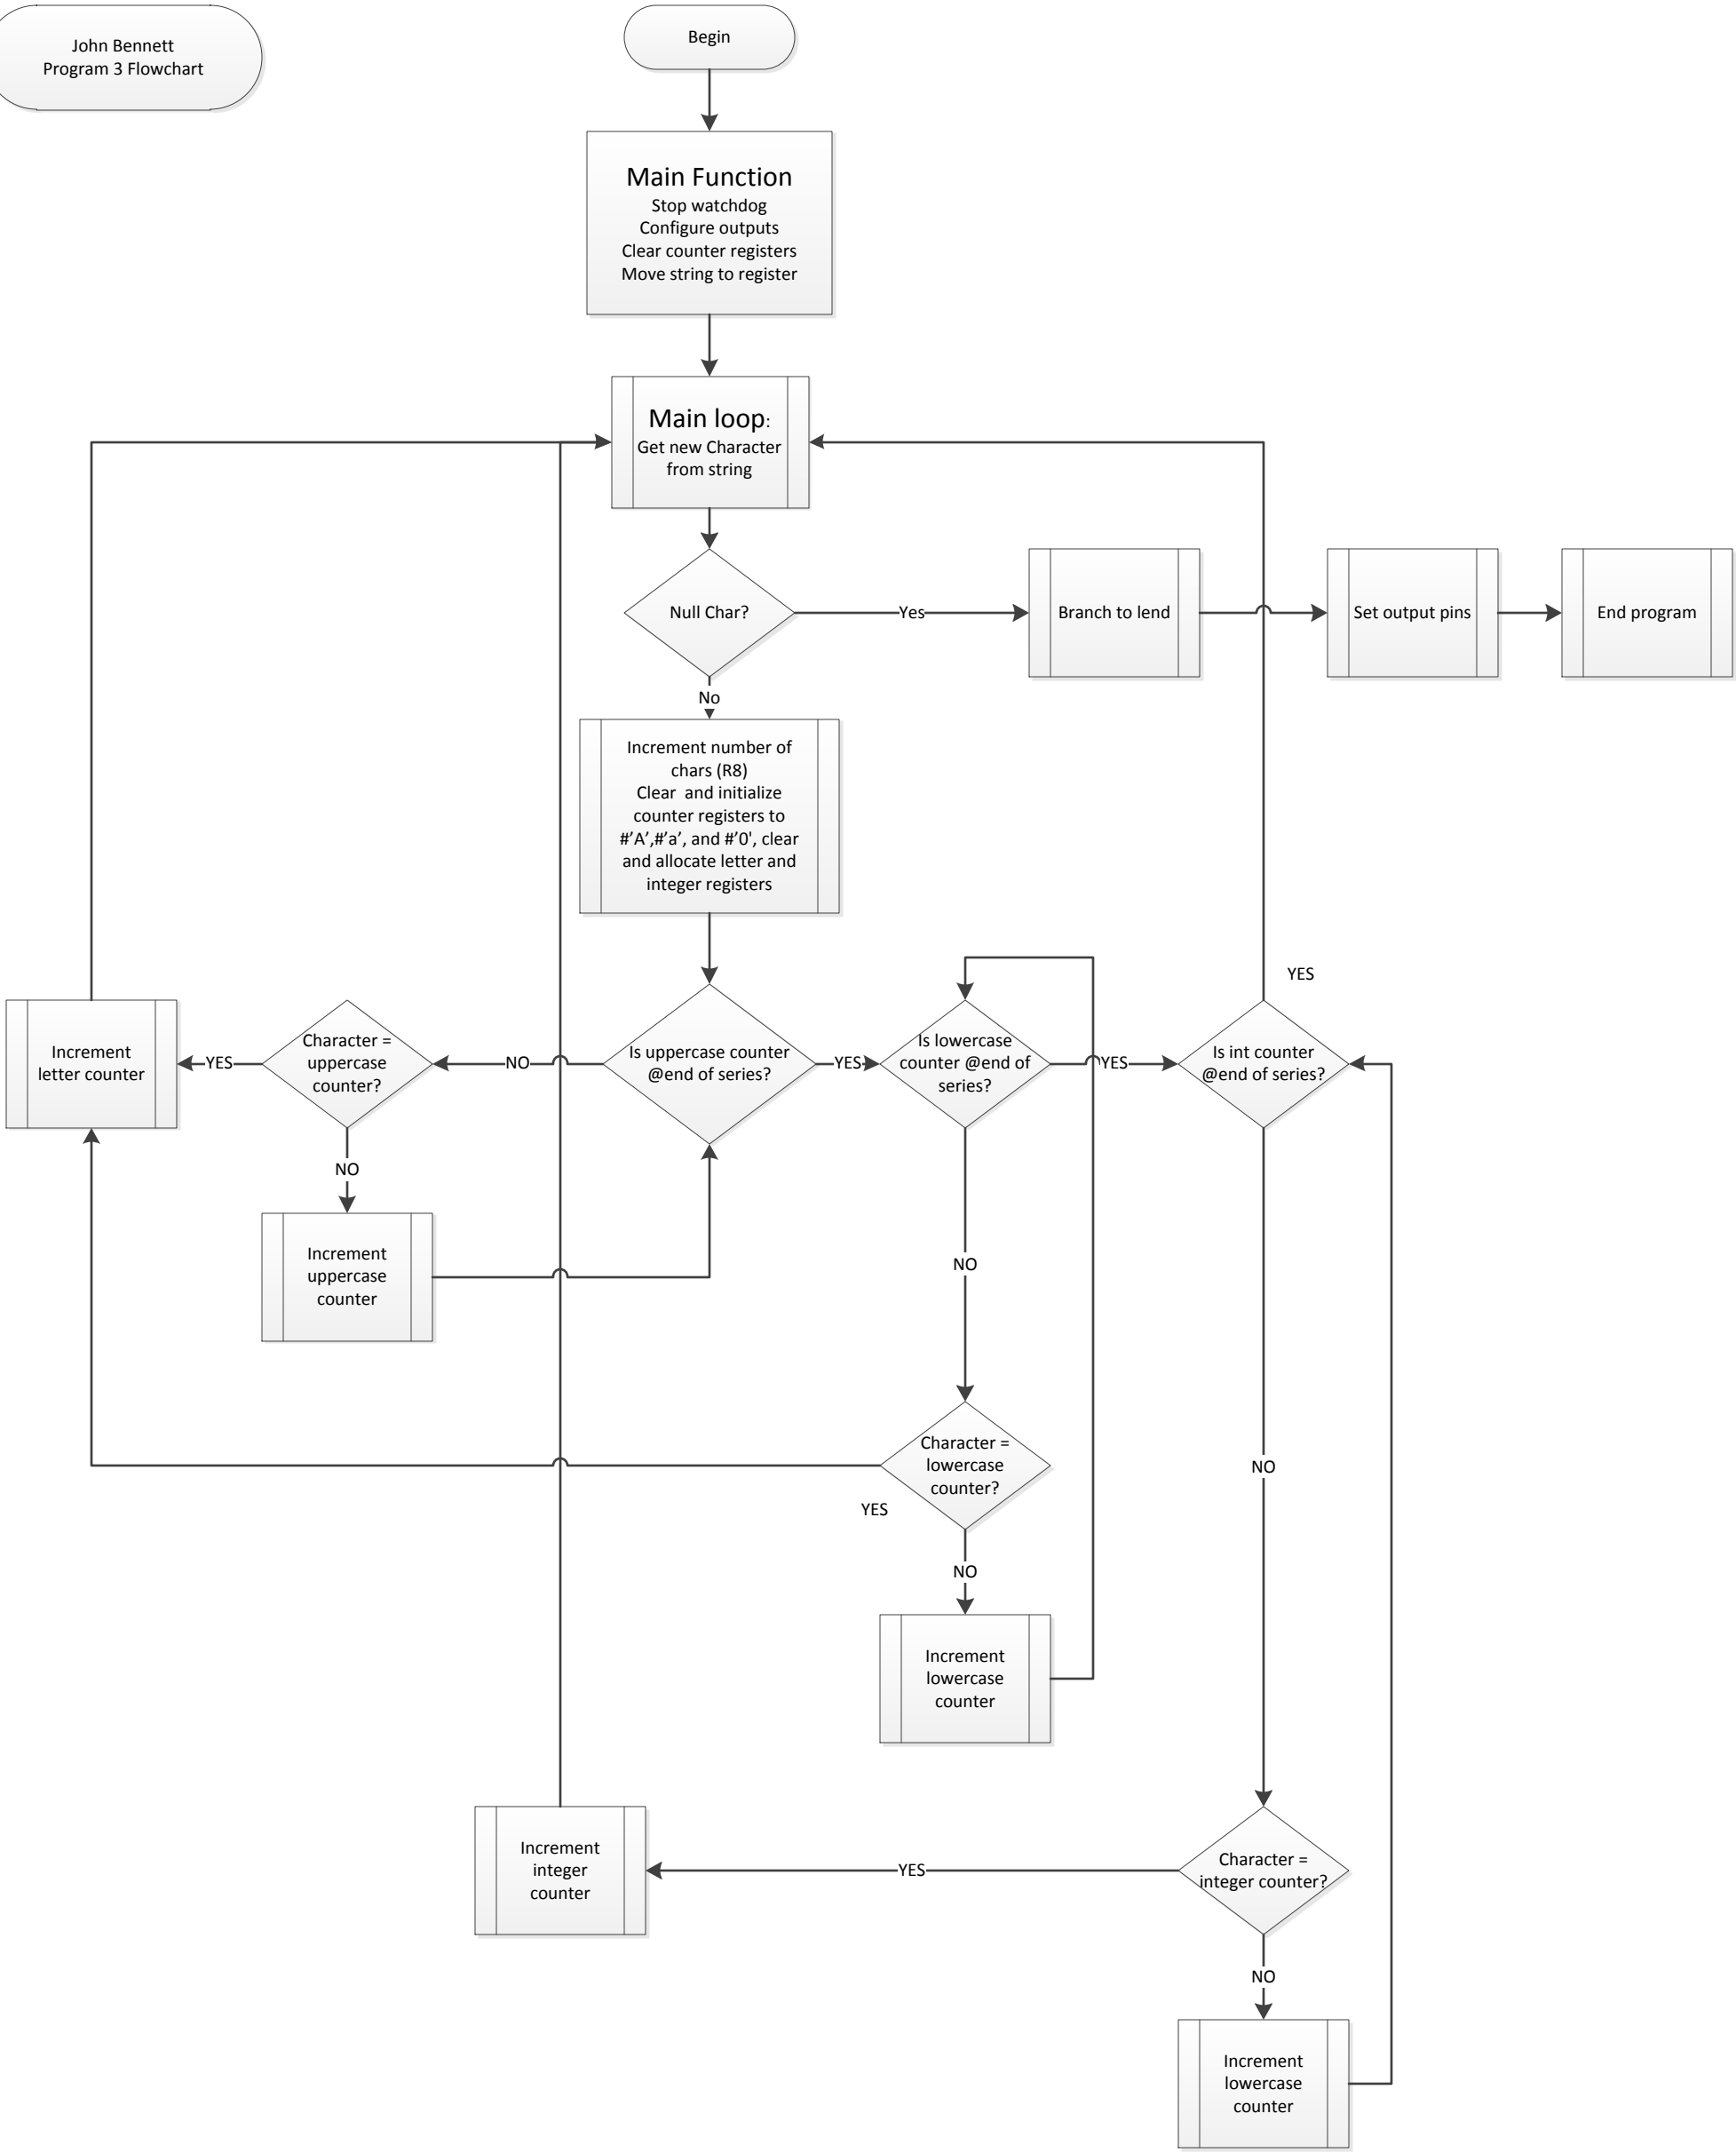 John Bennett
Program 3 Flowchart
Begin
Main Function
Stop watchdog
Configure outputs
Clear counter registers
Move string to register
Main loop:
Get new Character
from string
Null Char?
Yes
Branch to lend
Set output pins
End program
No
Increment number of
chars (R8)
Clear  and initialize
counter registers to
#’A’,#’a’, and #’0', clear
and allocate letter and
integer registers
YES
Increment
letter counter
YES
Character =
uppercase
counter?
NO
Is uppercase counter
@end of series?
YES
Is lowercase
counter @end of
series?
YES
Is int counter
@end of series?
NO
Increment
uppercase
counter
NO
NO
Character =
lowercase
counter?
YES
NO
Increment
lowercase
counter
Increment
integer
counter
YES
Character =
integer counter?
NO
Increment
lowercase
counter